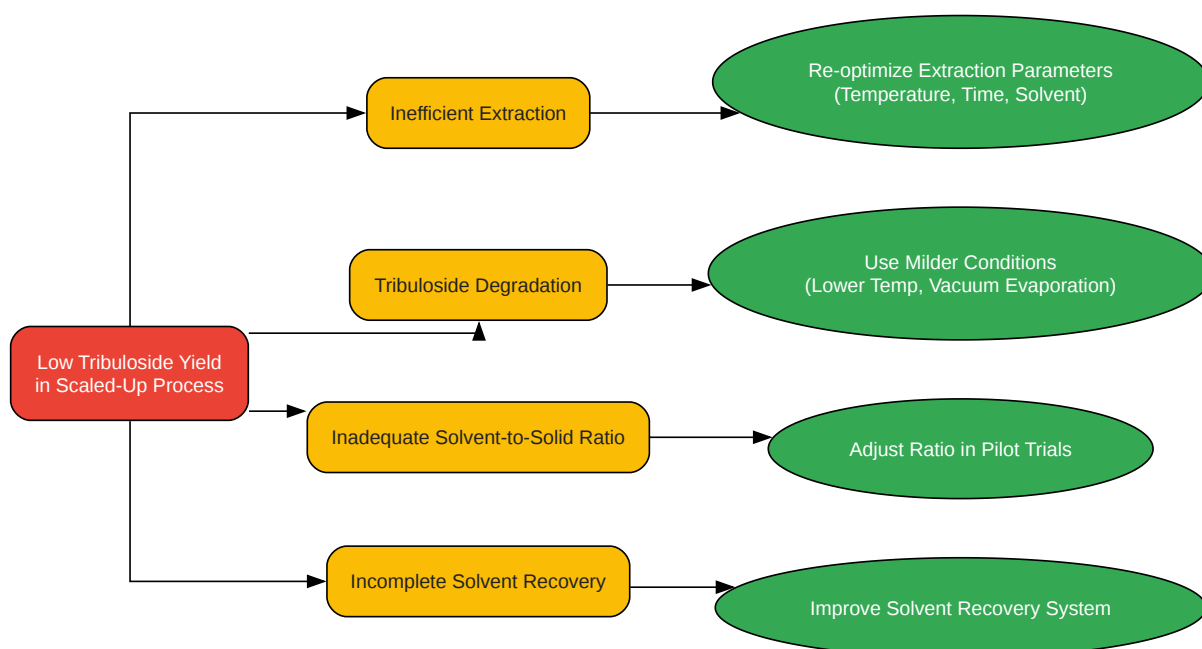 Re-optimize Extraction Parameters
(Temperature, Time, Solvent)
Inefficient Extraction
Use Milder Conditions
(Lower Temp, Vacuum Evaporation)
Tribuloside Degradation
Low Tribuloside Yield
in Scaled-Up Process
Inadequate Solvent-to-Solid Ratio
Adjust Ratio in Pilot Trials
Incomplete Solvent Recovery
Improve Solvent Recovery System